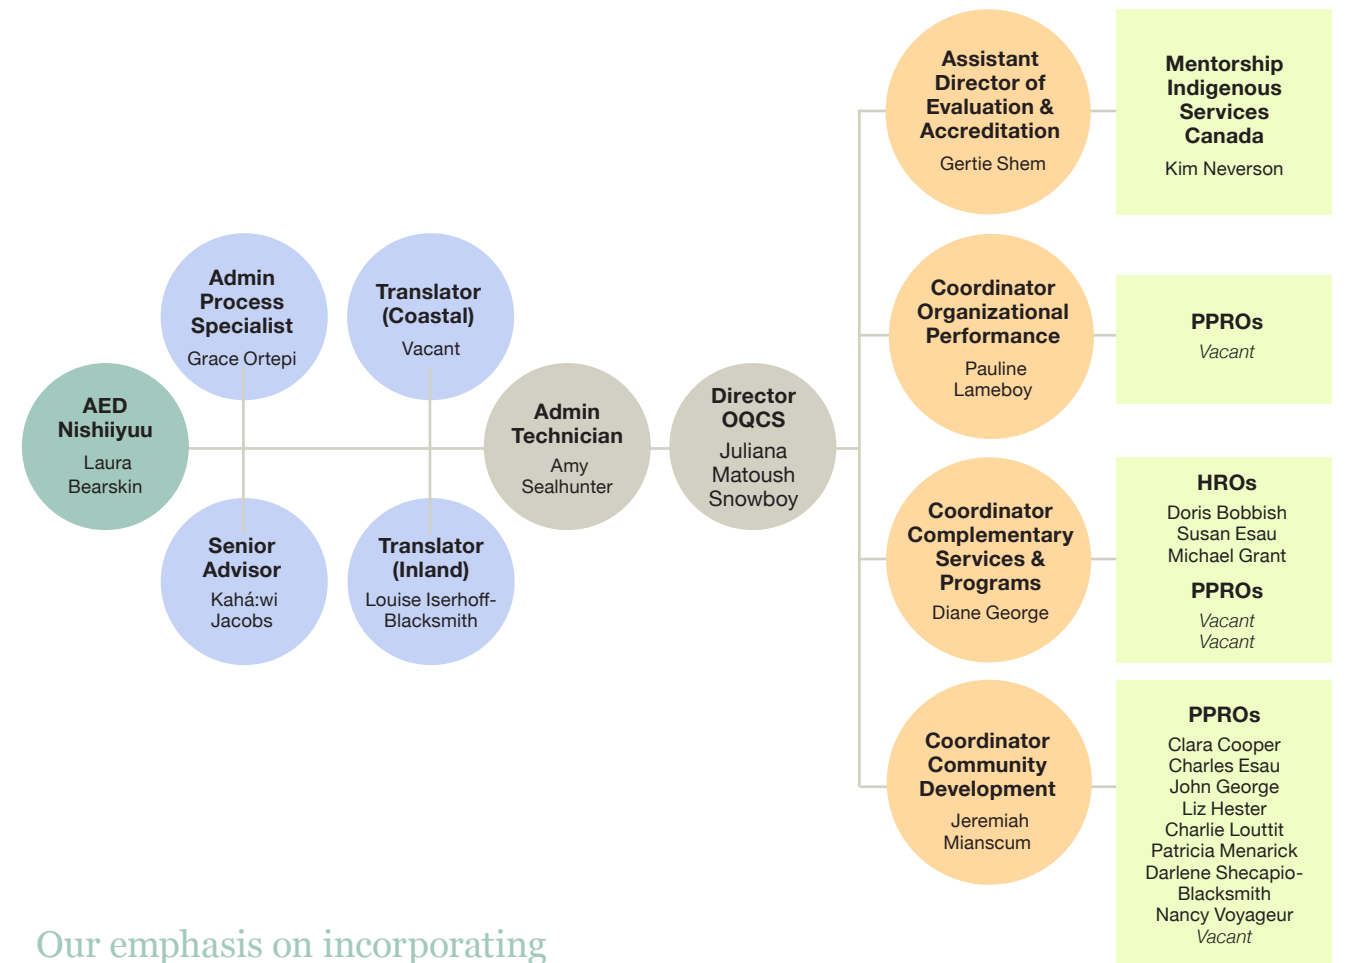 AED
Nishiiyuu
Laura
Bearskin
Admin
Process
Specialist
Grace Ortepi
Senior
Advisor
Kahá:wi
Jacobs
Translator
(Coastal)
Vacant
Translator
(Inland)
Louise Iserhoff-
Blacksmith
Admin
Technician
Amy
Sealhunter
Director
OQCS
Juliana
Matoush
Snowboy
Assistant
Director of
Evaluation &
Accreditation
Gertie Shem
Mentorship
Indigenous
Services
Canada
Kim Neverson
Coordinator
Organizational
Performance
Pauline
Lameboy
PPROs
Vacant
Coordinator
Complementary
Services &
Programs
Diane George
HROs
Doris Bobbish
Susan Esau
Michael Grant
PPROs
Vacant
Vacant
Coordinator
Community
Development
Jeremiah
Mianscum
PPROs
Clara Cooper
Charles Esau
John George
Liz Hester
Charlie Louttit
Patricia Menarick
Darlene Shecapio-
Blacksmith
Nancy Voyageur
Vacant
Our emphasis on incorporating